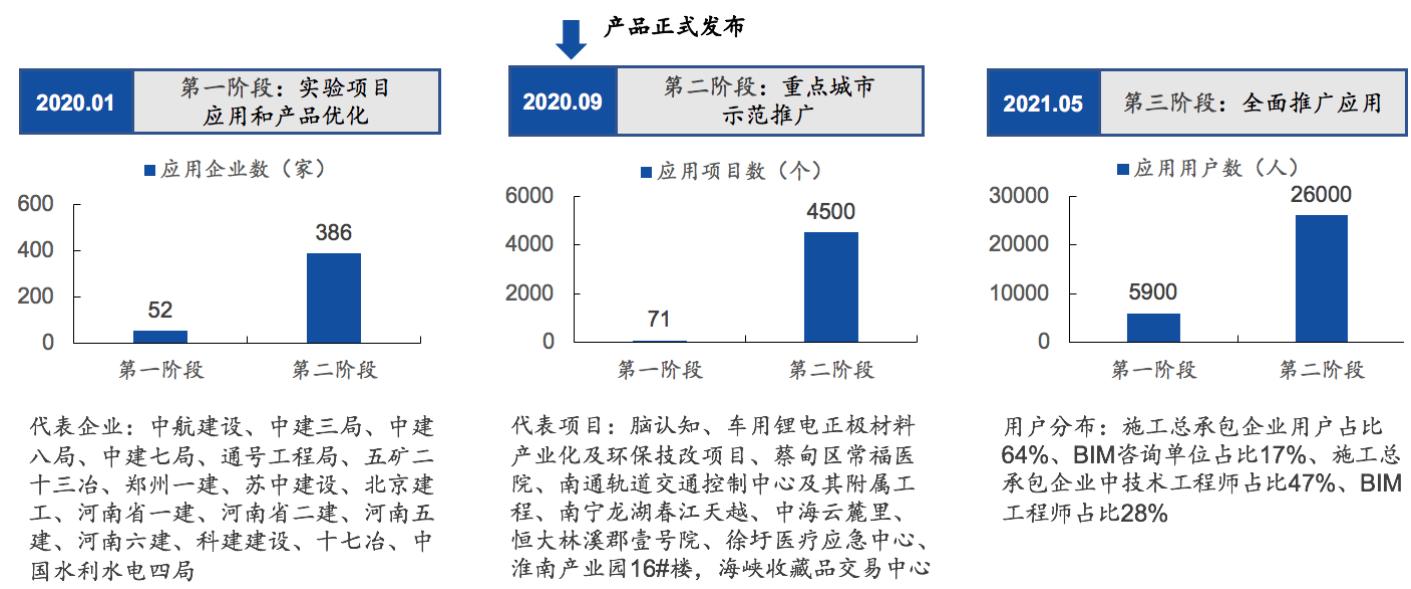 产品正式发布
2020.01
第一阶段：实验项目
应用和产品优化
应用企业数（家）
600
400
200
0
52
386
第一阶段
第二阶段
代表企业：中航建设、中建三局、中建
八局、中建七局、通号工程局、五矿二
十三冶、郑州一建、苏中建设、北京建
工、河南省一建、河南省二建、河南五
建、河南六建、科建建设、十七冶、中
国水利水电四局
2020.09
第二阶段：重点城市
示范推广
应用项目数（个）
6000
4000
2000
0
71
4500
第一阶段
第二阶段
代表项目：脑认知、车用锂电正极材料
产业化及环保技改项目、蔡甸区常福医
院、南通轨道交通控制中心及其附属工
程、南宁龙湖春江天越、中海云麓里、
恒大林溪郡壹号院、徐圩医疗应急中心、
淮南产业园16#楼，海峡收藏品交易中心
2021.05
第三阶段：全面推广应用
应用用户数（人）
30000
20000
10000
0
5900
26000
第一阶段
第二阶段
用户分布：施工总承包企业用户占比
64%、BIM咨询单位占比17%、施工总
承包企业中技术工程师占比47%、BIM
工程师占比28%